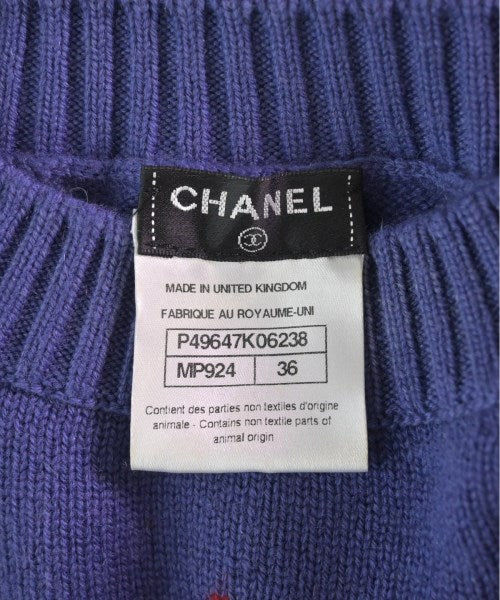 CHANEL
MADE IN UNITED KINGDOM
FABRIQUE AU ROYAUME-UNI
P49647K06238
MP924 36
Contient des parties non textiles d'origine
animale - Contains non textile parts of
animal origin